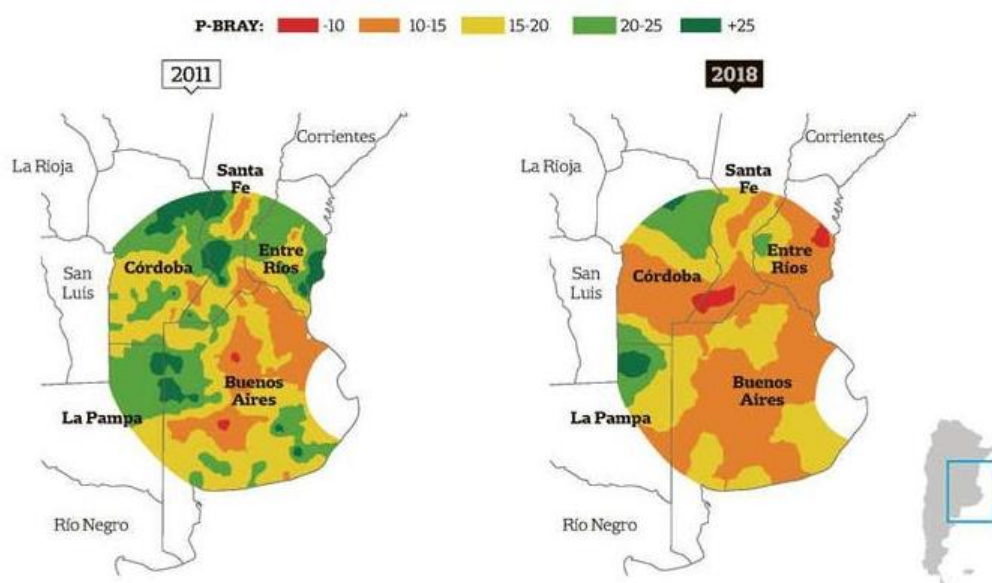 P-BRAY: -10 10-15 15-20 20-25 +25
2011
2018
La Rioja
Santa
Fe
Corrientes
San
Luis
Córdoba
Entre
Ríos
Buenos
Aires
La Pampa
Río Negro
La Rioja
Santa
Fe
Corrientes
San
Luis
Córdoba
Entre
Ríos
Buenos
Aires
La Pampa
Río Negro